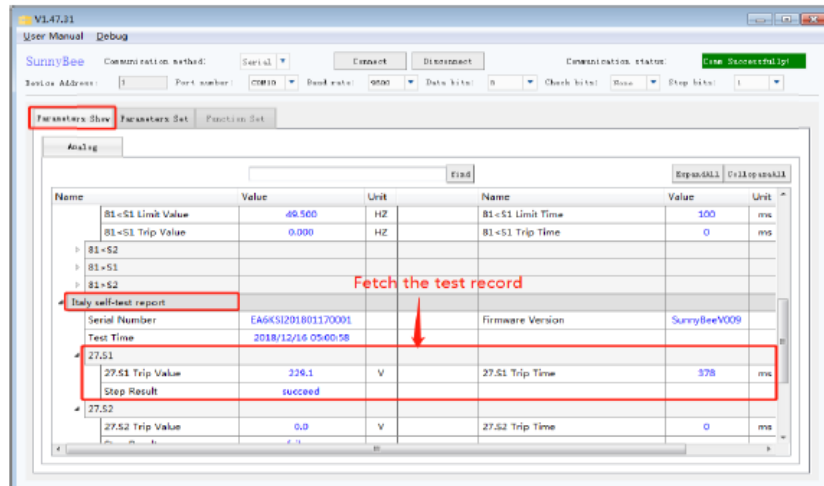 V1.47.31
User Manual Debug
SunnyBee Communication method: Serial Connect Disconnect Communication status: Comm Successfully!
Device Address: 1 Port number: COM10 Baud rate: 9600 Data bits: 8 Check bits: None Stop bits: 1
Parameters Show Parameters Set Function Set
Analog
Find ExpandAll CollapseAll
Name Value Unit Name Value Unit
81<S1 Limit Value 49.500 HZ 81<S1 Limit Time 100 ms
81<S1 Trip Value 0.000 HZ 81<S1 Trip Time 0 ms
81<S2
81>S1
81>S2
Fetch the test record
Italy self-test report
Serial Number EA6KSI201801170001 Firmware Version SunnyBeeV009
Test Time 2018/12/16 05:00:58
27.S1
27.S1 Trip Value 229.1 V 27.S1 Trip Time 378 ms
Step Result succeed
27.S2
27.S2 Trip Value 0.0 V 27.S2 Trip Time 0 ms